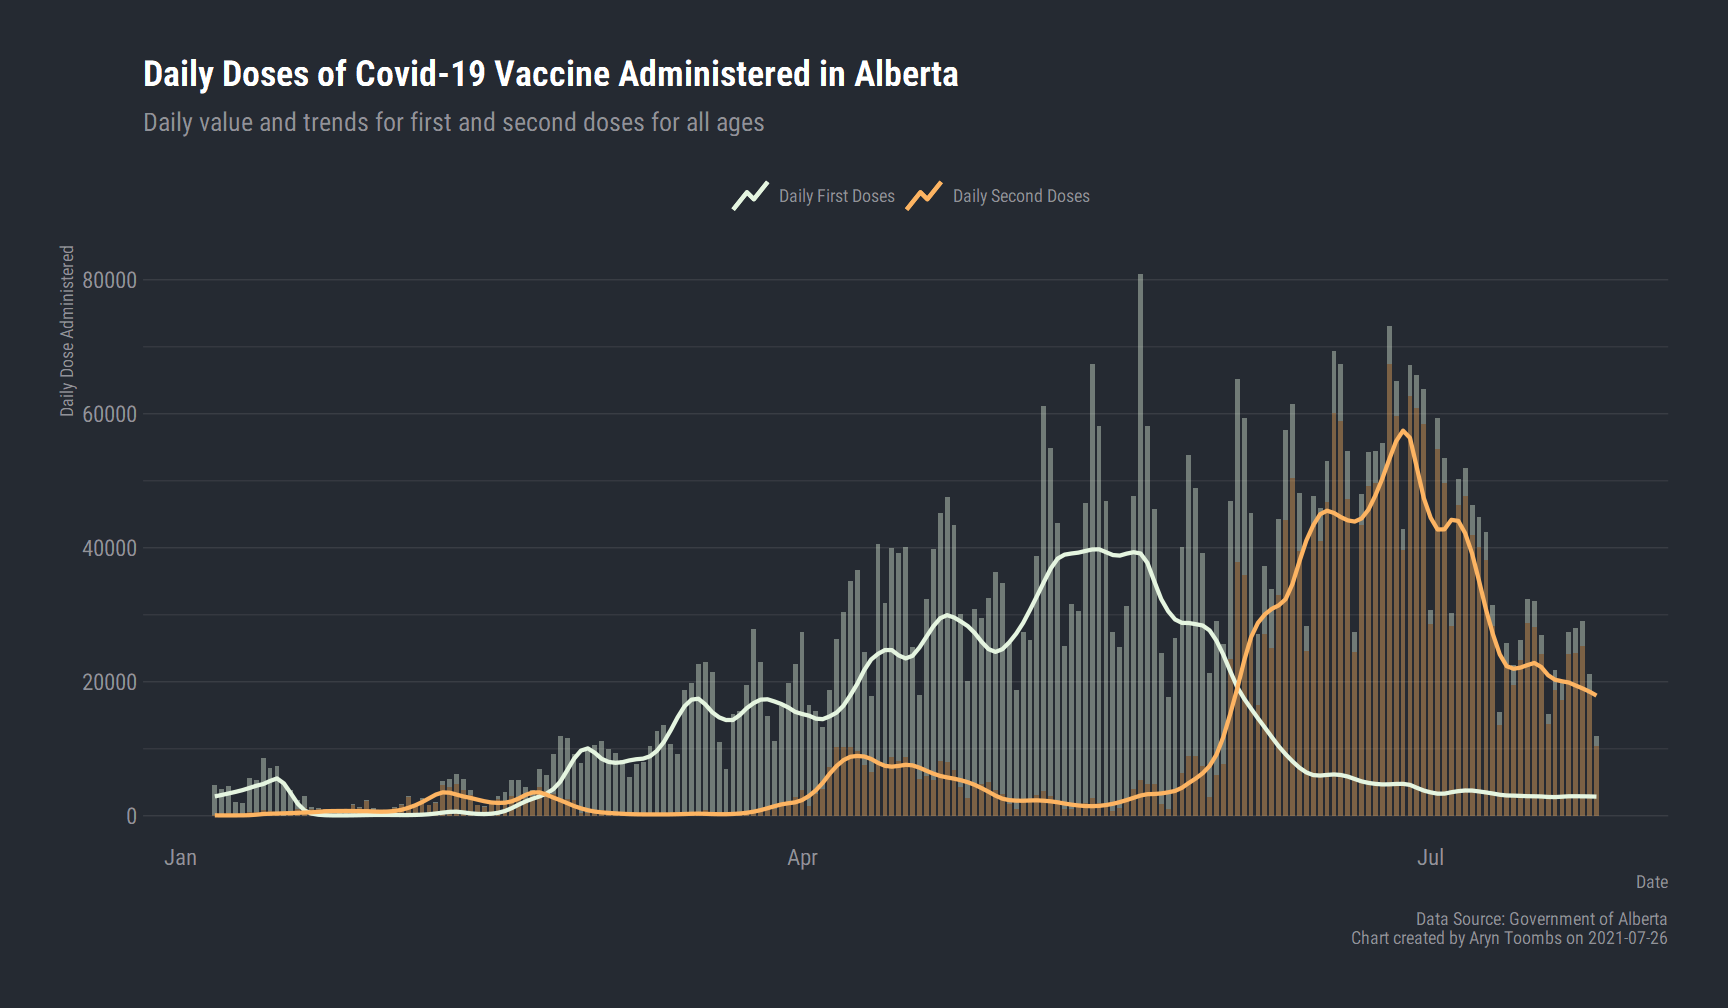 Daily Doses of Covid-19 Vaccine Administered in Alberta
Daily value and trends for first and second doses for all ages
Daily First Doses
Daily Second Doses
Daily Dose Administered
80000
60000
40000
20000
0
Jan
Apr
Jul
Date
Data Source: Government of Alberta
Chart created by Aryn Toombs on 2021-07-26